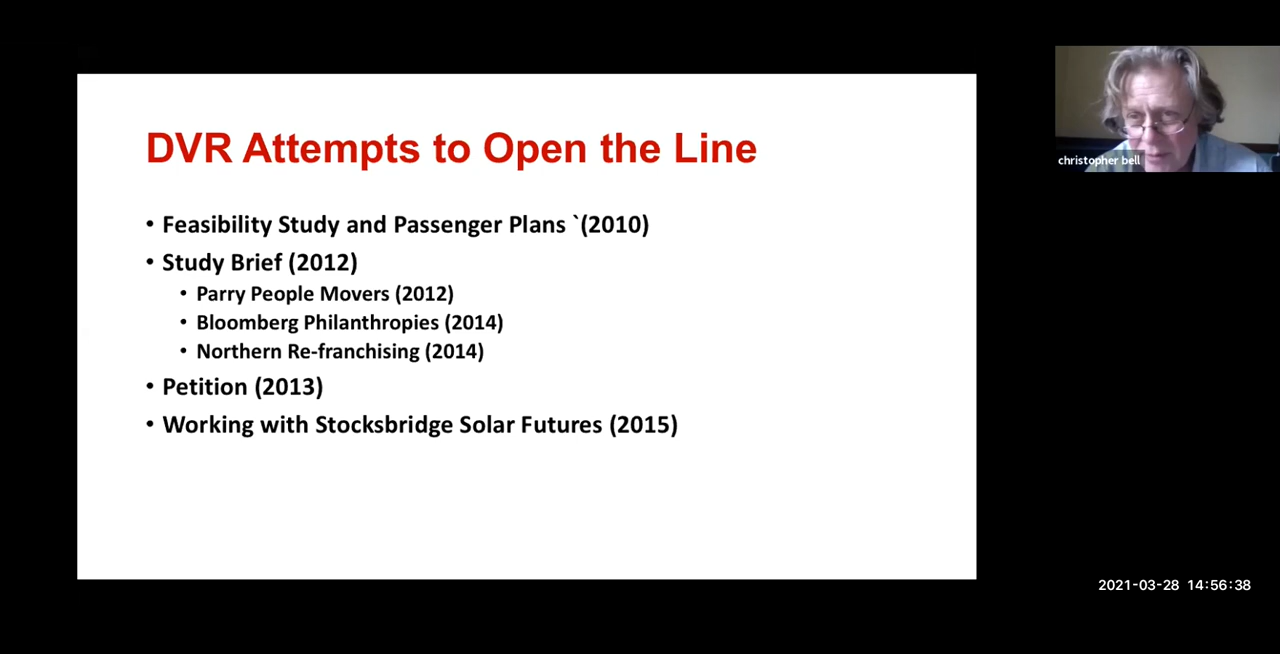 DVR Attempts to Open the Line
• Feasibility Study and Passenger Plans `(2010)
• Study Brief (2012)
• Parry People Movers (2012)
• Bloomberg Philanthropies (2014)
• Northern Re-franchising (2014)
• Petition (2013)
• Working with Stocksbridge Solar Futures (2015)
christopher bell
2021-03-28 14:56:38